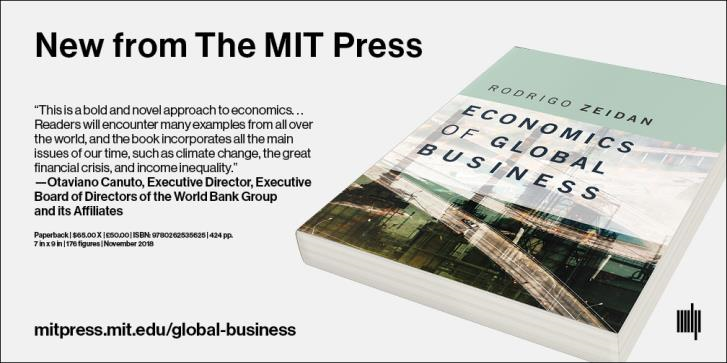 New from The MIT Press
“This is a bold and novel approach to economics. . .
Readers will encounter many examples from all over
the world, and the book incorporates all the main
issues of our time, such as climate change, the great
financial crisis, and income inequality.”
—Otaviano Canuto, Executive Director, Executive
Board of Directors of the World Bank Group
and its Affiliates
Paperback | $65.00 X | £50.00 | ISBN: 9780262535625 | 424 pp.
7 in x 9 in | 176 figures | November 2018
mitpress.mit.edu/global-business
RODRIGO ZEIDAN
ECONOMICS
OF GLOBAL
BUSINESS